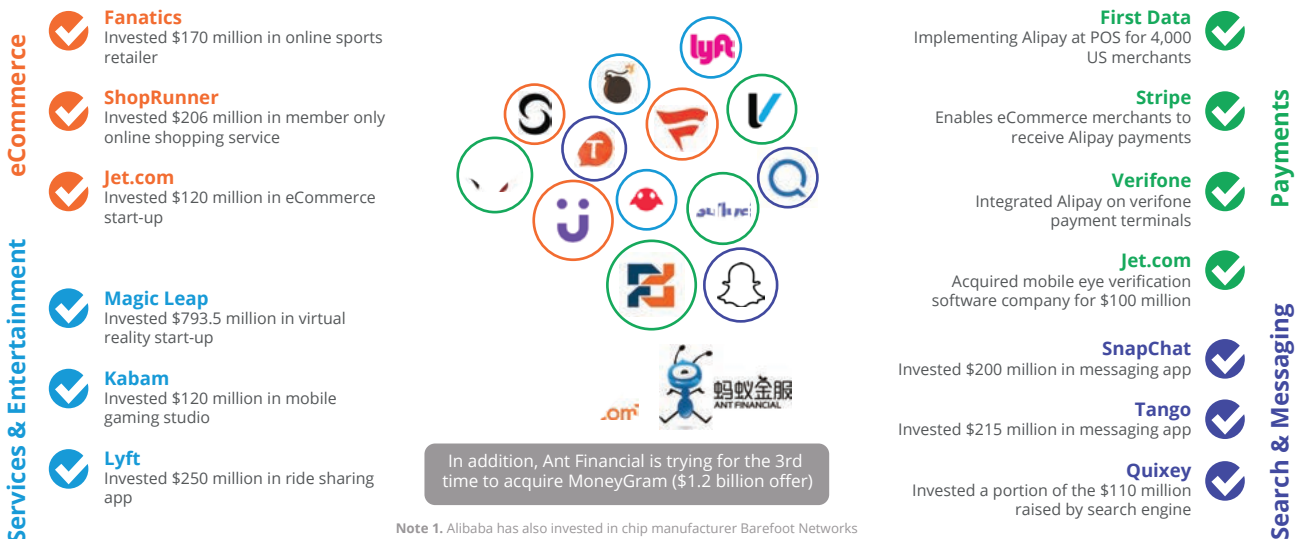 eCommerce
Fanatics
Invested $170 million in online sports
retailer
ShopRunner
Invested $206 million in member only
online shopping service
Jet.com
Invested $120 million in eCommerce
start-up
Services & Entertainment
Magic Leap
Invested $793.5 million in virtual
reality start-up
Kabam
Invested $120 million in mobile
gaming studio
Lyft
Invested $250 million in ride sharing
app
lyft
T
.om
蚂蚁金服
ANT FINANCIAL
In addition, Ant Financial is trying for the 3rd
time to acquire MoneyGram ($1.2 billion offer)
Note 1. Alibaba has also invested in chip manufacturer Barefoot Networks
Payments
First Data
Implementing Alipay at POS for 4,000
US merchants
Stripe
Enables eCommerce merchants to
receive Alipay payments
Verifone
Integrated Alipay on verifone
payment terminals
Jet.com
Acquired mobile eye verification
software company for $100 million
Search & Messaging
SnapChat
Invested $200 million in messaging app
Tango
Invested $215 million in messaging app
Quixey
Invested a portion of the $110 million
raised by search engine